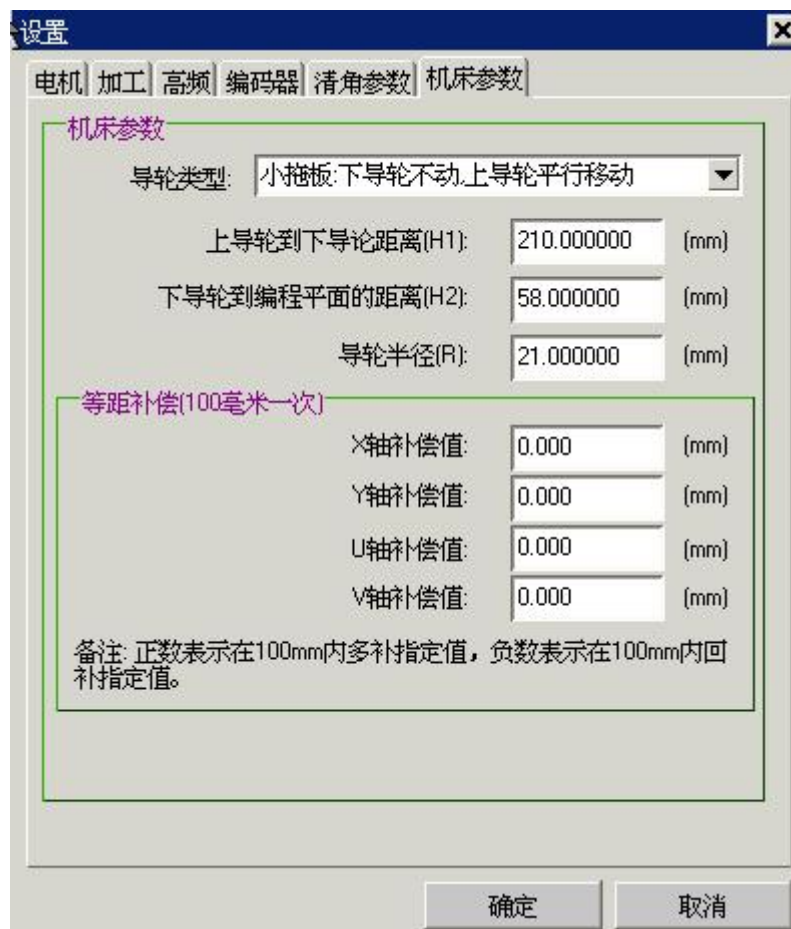 设置
电机 加工 高频 编码器 清角参数 机床参数
机床参数
导轮类型: 小拖板:下导轮不动,上导轮平行移动
上导轮到下导论距离(H1): 210.000000 (mm)
下导轮到编程平面的距离(H2): 58.000000 (mm)
导轮半径(R): 21.000000 (mm)
等距补偿(100毫米一次)
X轴补偿值: 0.000 (mm)
Y轴补偿值: 0.000 (mm)
U轴补偿值: 0.000 (mm)
V轴补偿值: 0.000 (mm)
备注: 正数表示在100mm内多补指定值，负数表示在100mm内回
补指定值。
确定 取消